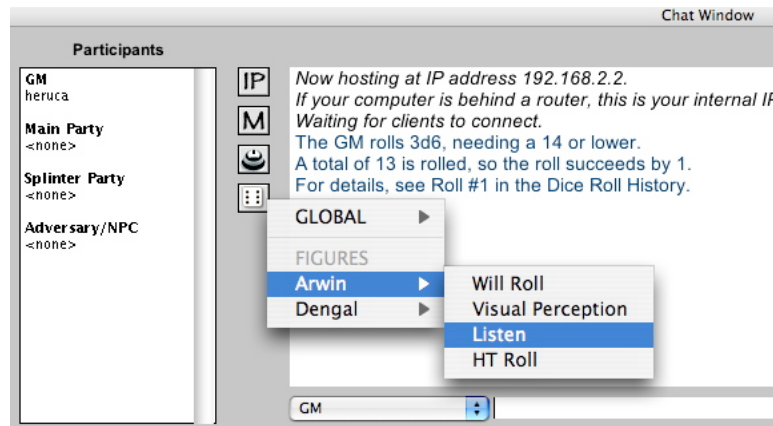 Chat Window
Participants
GM
heruca
Main Party
<none>
Splinter Party
<none>
Adversary/NPC
<none>
IP
M
Now hosting at IP address 192.168.2.2.
If your computer is behind a router, this is your internal IP
Waiting for clients to connect.
The GM rolls 3d6, needing a 14 or lower.
A total of 13 is rolled, so the roll succeeds by 1.
For details, see Roll #1 in the Dice Roll History.
GLOBAL
FIGURES
Arwin
Dengal
Will Roll
Visual Perception
Listen
HT Roll
GM